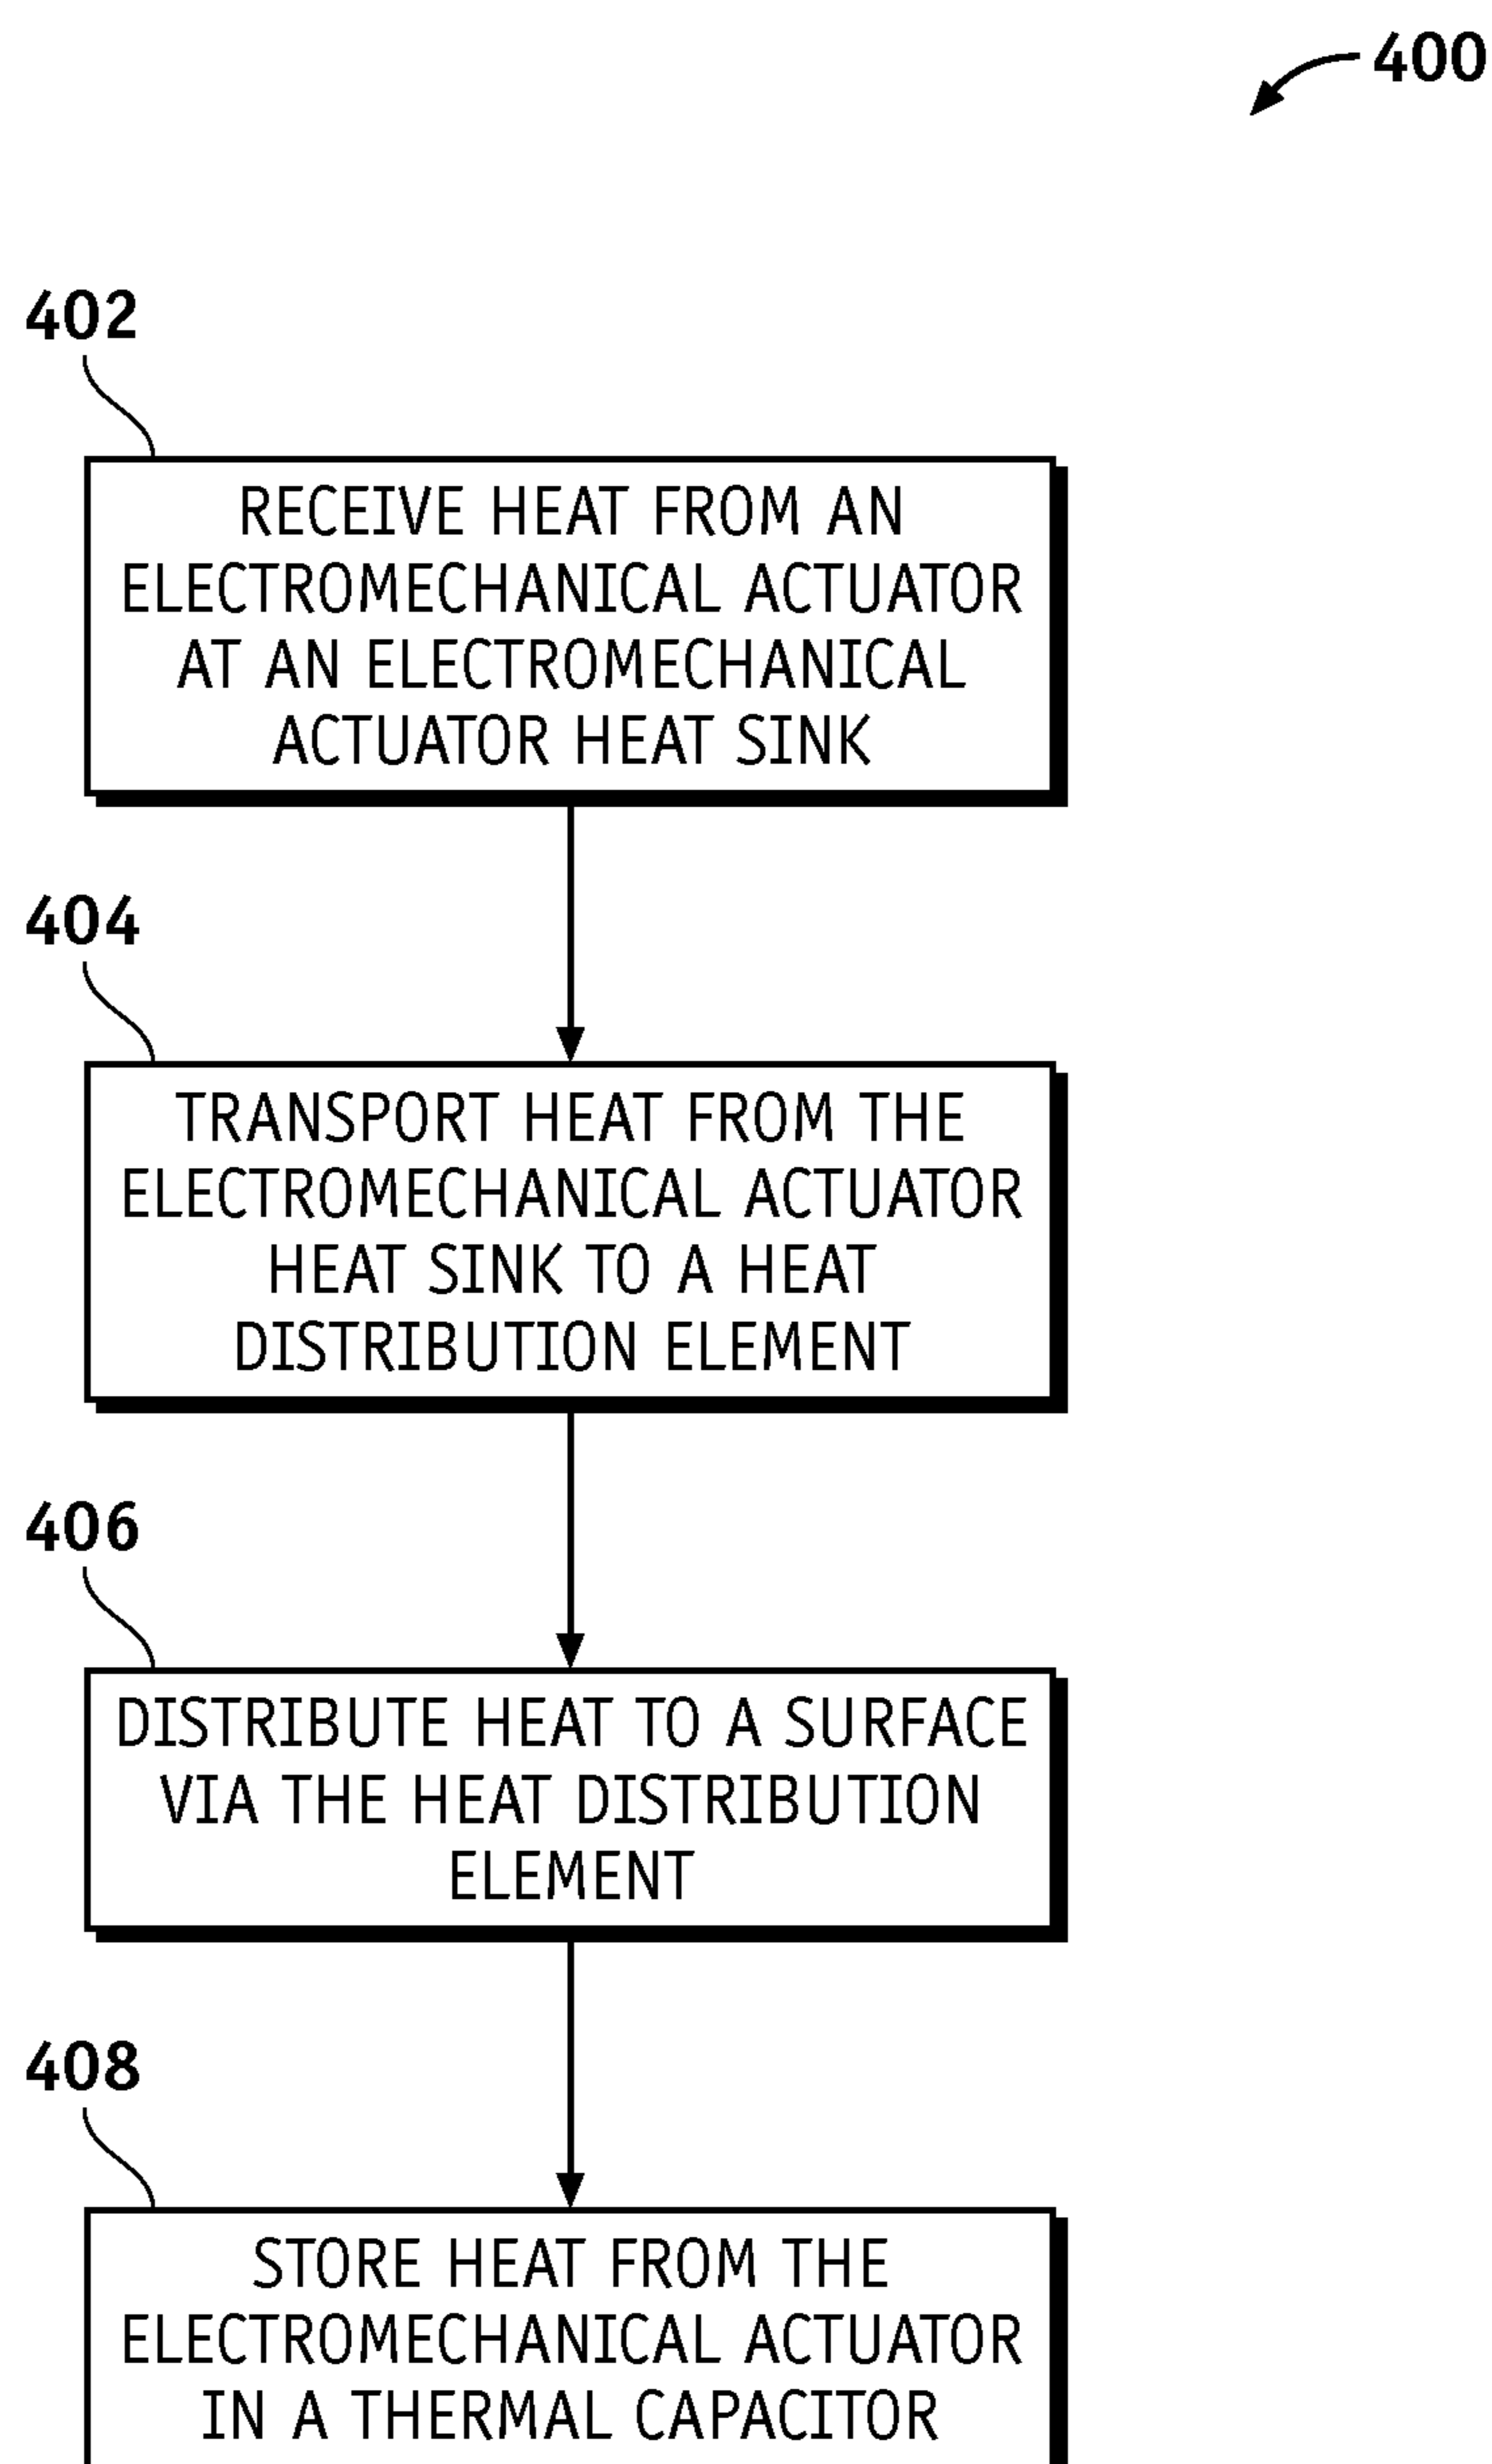 400
402
RECEIVE HEAT FROM AN
ELECTROMECHANICAL ACTUATOR
AT AN ELECTROMECHANICAL
ACTUATOR HEAT SINK
404
TRANSPORT HEAT FROM THE
ELECTROMECHANICAL ACTUATOR
HEAT SINK TO A HEAT
DISTRIBUTION ELEMENT
406
DISTRIBUTE HEAT TO A SURFACE
VIA THE HEAT DISTRIBUTION
ELEMENT
408
STORE HEAT FROM THE
ELECTROMECHANICAL ACTUATOR
IN A THERMAL CAPACITOR